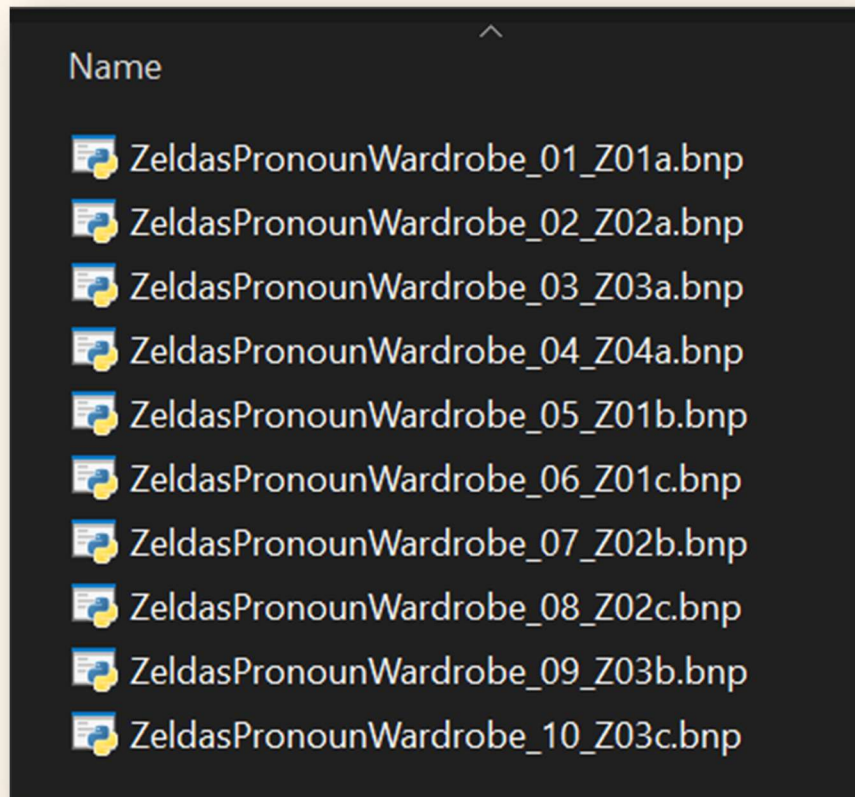 Name
ZeldasPronounWardrobe_01_Z01a.bnp
ZeldasPronounWardrobe_02_Z02a.bnp
ZeldasPronounWardrobe_03_Z03a.bnp
ZeldasPronounWardrobe_04_Z04a.bnp
ZeldasPronounWardrobe_05_Z01b.bnp
ZeldasPronounWardrobe_06_Z01c.bnp
ZeldasPronounWardrobe_07_Z02b.bnp
ZeldasPronounWardrobe_08_Z02c.bnp
ZeldasPronounWardrobe_09_Z03b.bnp
ZeldasPronounWardrobe_10_Z03c.bnp